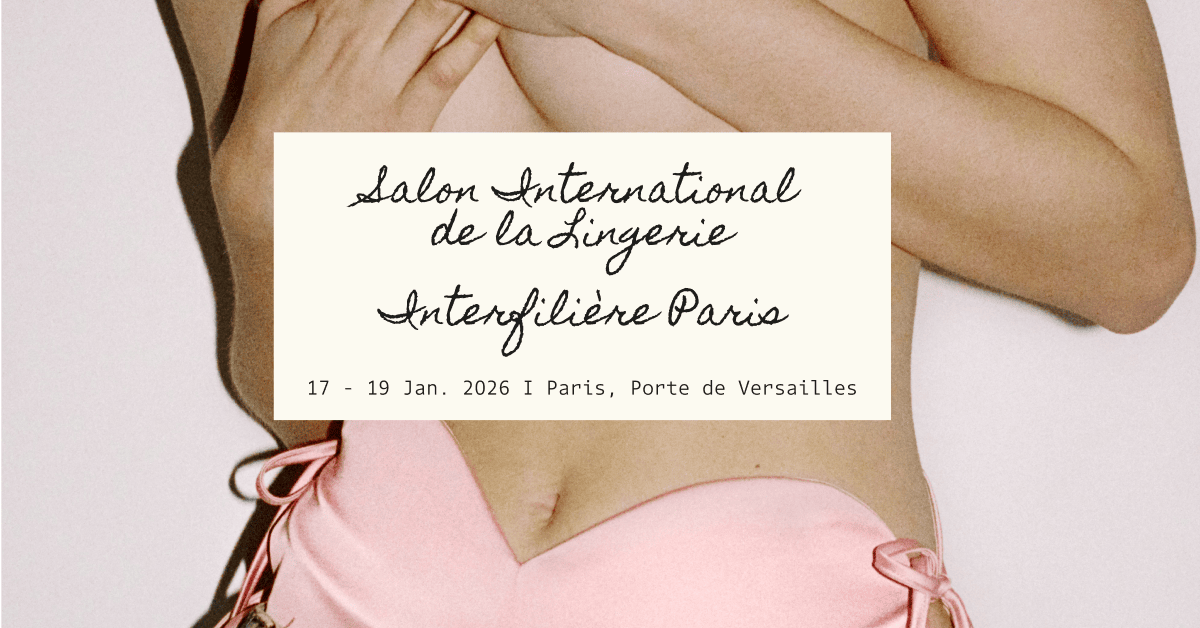 Salon International
de la Lingerie
Interfilière Paris
17 - 19 Jan. 2026 I Paris, Porte de Versailles